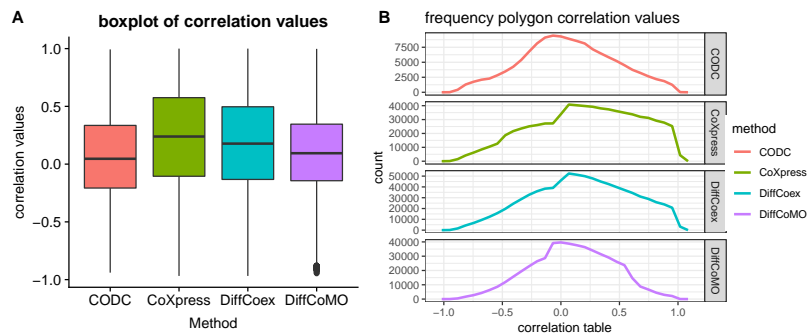 A
boxplot of correlation values
correlation values
1.0
0.5
0.0
−0.5
−1.0
CODC CoXpress DiffCoex DiffCoMO
Method
B
frequency polygon correlation values
count
7500
5000
2500
0
CODC
40000
30000
20000
10000
0
CoXpress
50000
40000
30000
20000
10000
0
DiffCoex
40000
30000
20000
10000
0
DiffCoMO
−1.0 −0.5 0.0 0.5 1.0
correlation table
method
CODC
CoXpress
DiffCoex
DiffCoMO